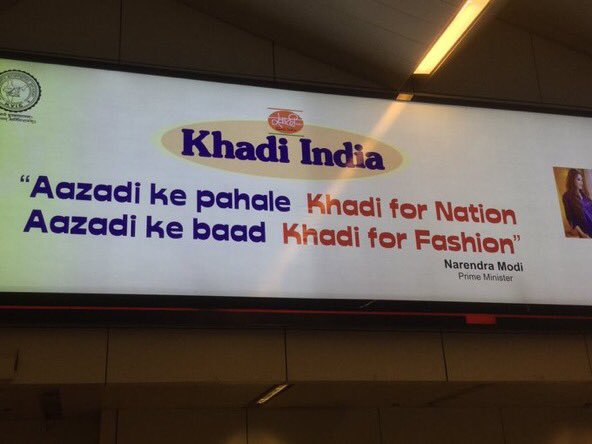 Khadi India
“Aazadi ke pahale Khadi for Nation
Aazadi ke baad Khadi for Fashion”
Narendra Modi
Prime Minister